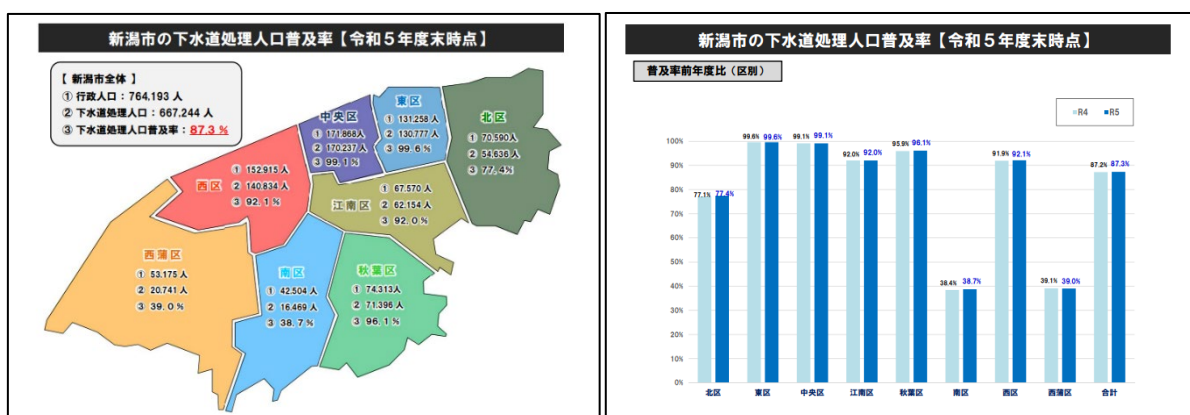 新潟市の下水道処理人口普及率【令和５年度末時点】
【 新潟市全体 】
① 行政人口：764,193 人
② 下水道処理人口：667,244 人
③ 下水道処理人口普及率：87.3 %
中央区
① 171,868人
② 170,237人
③ 99.1 %
東区
① 131,258 人
② 130,777 人
③ 99.6 %
北区
① 70,590 人
② 54,636 人
③ 77.4%
西区
① 152,915 人
② 140,834 人
③ 92.1 %
江南区
① 67,570 人
② 62,154 人
③ 92.0 %
西蒲区
① 53,175 人
② 20,741 人
③ 39.0 %
南区
① 42,504 人
② 16,469 人
③ 38.7 %
秋葉区
① 74,313 人
② 71,396 人
③ 96.1 %
新潟市の下水道処理人口普及率【令和５年度末時点】
普及率前年度比（区別）
R4 R5
100%
90%
80%
70%
60%
50%
40%
30%
20%
10%
0%
77.1% 77.4%
99.6% 99.6%
99.1% 99.1%
92.0% 92.0%
95.9% 96.1%
38.4% 38.7%
91.9% 92.1%
39.1% 39.0%
87.2% 87.3%
北区 東区 中央区 江南区 秋葉区 南区 西区 西蒲区 合計